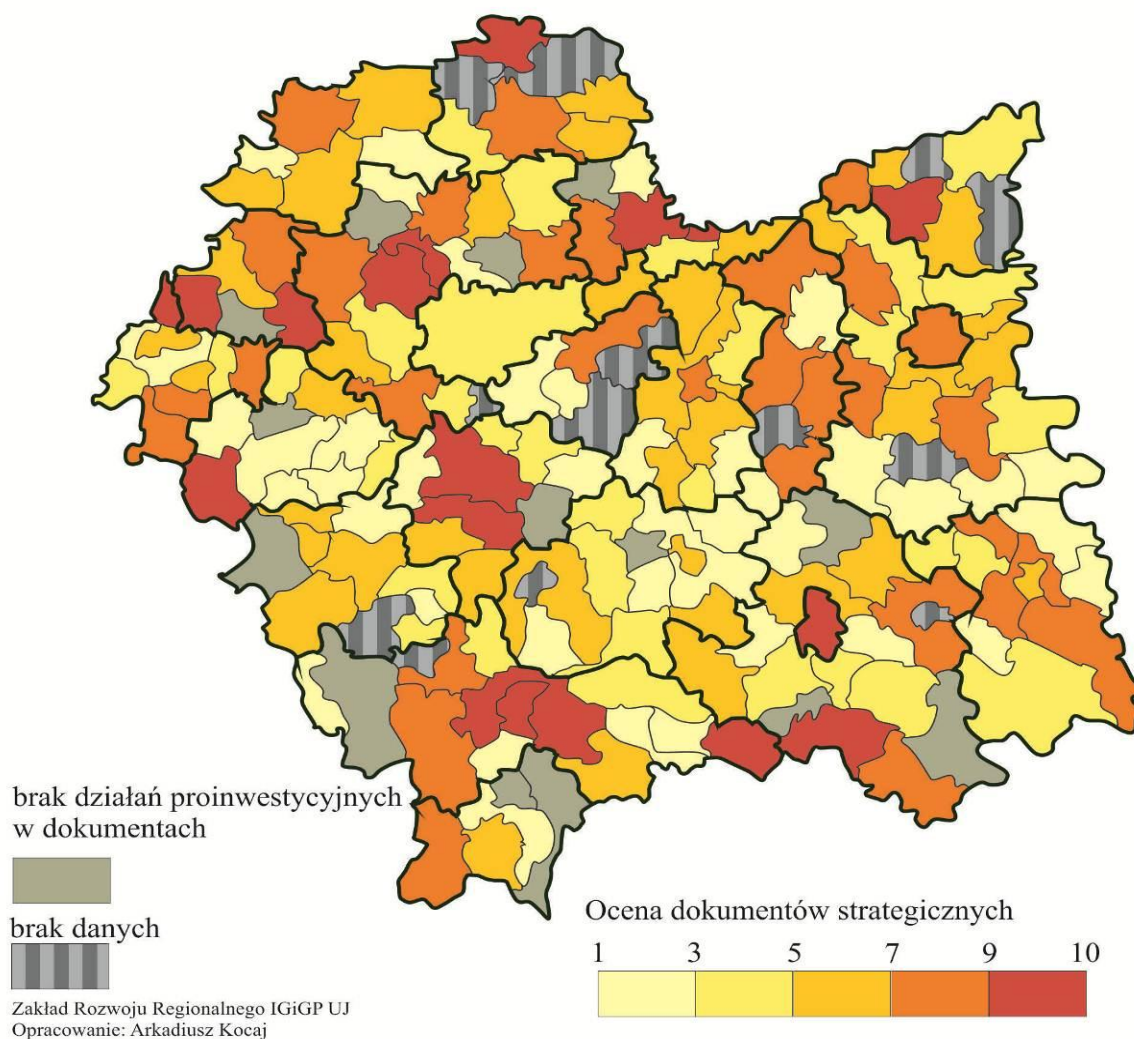 brak działań proinwestycyjnych
w dokumentach
brak danych
Zakład Rozwoju Regionalnego IGiGP UJ
Opracowanie: Arkadiusz Kocaj
Ocena dokumentów strategicznych
1 3 5 7 9 10